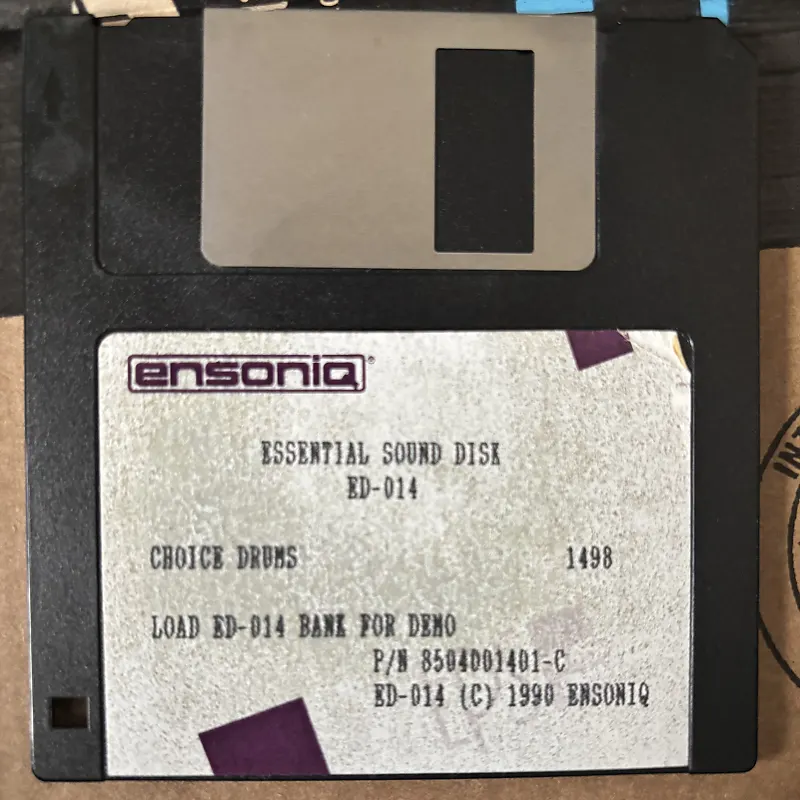 ensoniq®
ESSENTIAL SOUND DISK
ED-014
CHOICE DRUMS 1498
LOAD ED-014 BANK FOR DEMO
P/N 8504001401-C
ED-014 (C) 1990 ENSONIQ
INT